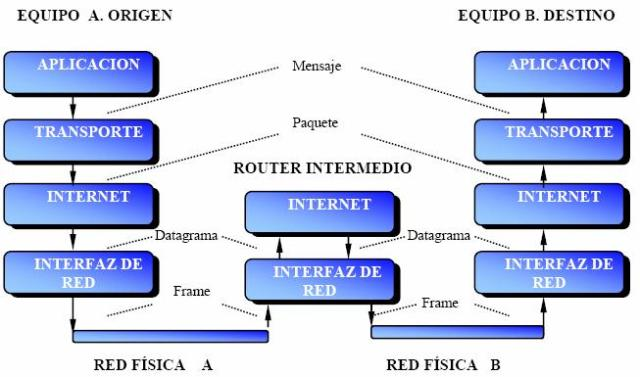 EQUIPO A. ORIGEN
EQUIPO B. DESTINO
APLICACION
Mensaje
APLICACION
TRANSPORTE
Paquete
TRANSPORTE
ROUTER INTERMEDIO
INTERNET
INTERNET
INTERNET
Datagrama
Datagrama
INTERFAZ DE
RED
INTERFAZ DE
RED
INTERFAZ DE
RED
Frame
Frame
RED FÍSICA A
RED FÍSICA B